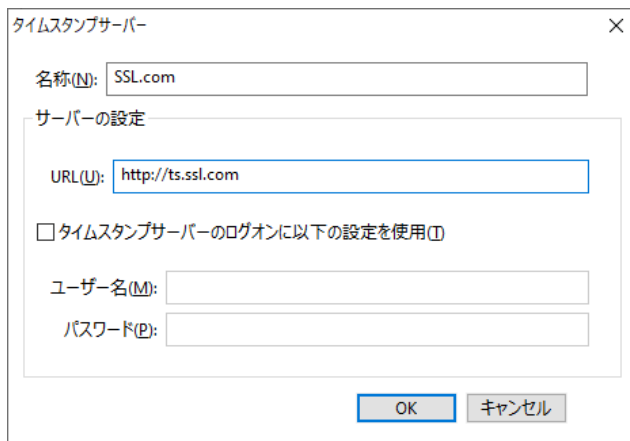 タイムスタンプサーバー
名称(N): SSL.com
サーバーの設定
URL(U): http://ts.ssl.com
タイムスタンプサーバーのログオンに以下の設定を使用(T)
ユーザー名(M):
パスワード(P):
OK キャンセル